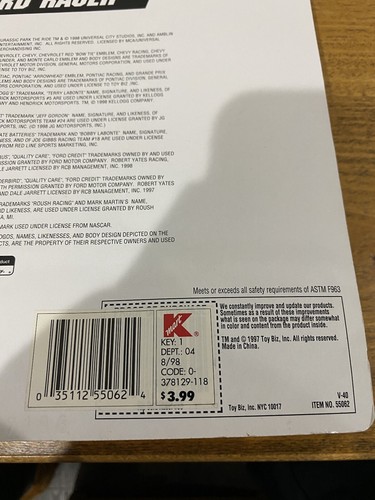 RD RACER
JURASSIC PARK THE RIDE TM & © 1998 UNIVERSAL CITY STUDIOS, INC. AND AMBLIN
ENTERTAINMENT, INC. ALL RIGHTS RESERVED. LICENSED BY MCA/UNIVERSAL
MERCHANDISING INC.
CHEVROLET, CHEVY, CHEVROLET RED "BOW TIE" EMBLEM, CHEVY RACING, CHEVY
AND MONTE CARLO EMBLEM AND BODY DESIGNS ARE TRADEMARKS OF
CHEVROLET MOTOR DIVISION, GENERAL MOTORS CORPORATION, AND USED UNDER
LICENSE TO TOY BIZ, INC.
PONTIAC, PONTIAC "ARROWHEAD" EMBLEM, PONTIAC RACING, AND GRAND PRIX
EMBLEMS AND BODY DESIGNS ARE TRADEMARKS OF GENERAL
MOTORS CORPORATION, AND USED UNDER LICENSE TO TOY BIZ, INC.
KELLOGG'S" TRADEMARK, "TERRY LABONTE" NAME, SIGNATURE, AND LIKENESS, OF
HENDRICK MOTORSPORTS #5 ARE USED UNDER LICENSE GRANTED BY KELLOGG
COMPANY AND HENDRICK MOTORSPORTS. TM, ® 1998 KELLOGG COMPANY.
TRADEMARK "JEFF GORDON" NAME, SIGNATURE, AND LIKENESS, OF
HENDRICK MOTORSPORTS TEAM #24 ARE USED UNDER LICENSE GRANTED BY JG
SPORTS, INC. (© 1998 JG MOTORSPORTS)
INTERSTATE BATTERIES" TRADEMARK AND "BOBBY LABONTE" NAME, SIGNATURE,
LIKENESS, AND OF JOE GIBBS RACING TEAM #18 ARE USED UNDER
FROM RED LINE SPORTS MARKETING, INC.
"QUALITY CARE", "FORD CREDIT" TRADEMARKS OWNED BY AND USED
PERMISSION GRANTED BY FORD MOTOR COMPANY. ROBERT YATES RACING,
DALE JARRETT LICENSED BY RCB MANAGEMENT, INC. 1998
"QUALITY CARE", "FORD CREDIT" TRADEMARKS OWNED BY
WITH PERMISSION GRANTED BY FORD MOTOR COMPANY. ROBERT YATES
AND DALE JARRETT LICENSED BY RCB MANAGEMENT, INC. 1997
TRADEMARKS "ROUSH RACING" AND MARK MARTIN'S NAME,
AND LIKENESS, ARE USED UNDER LICENSE GRANTED BY ROUSH
MI.
MARK USED UNDER LICENSE FROM NASCAR.
LOGOS, NAMES, LIKENESSES, AND BODY DESIGN DEPICTED ON THE
PRODUCTS, ARE THE PROPERTY OF THEIR RESPECTIVE OWNERS AND USED
Meets or exceeds all safety requirements of ASTM F963
We constantly improve and update our products.
Sometimes as a result of these improvements
what is seen on the package may differ somewhat
in color and content from the product inside.
TM and © 1997 Toy Biz, Inc. All rights reserved.
Made in China.
K
mart
KEY: 1
DEPT.: 04
8/98
CODE: 0-
378129-118
$3.99
0 35112 55062 4
Toy Biz, Inc. NYC 10017
V-40
ITEM NO. 55062